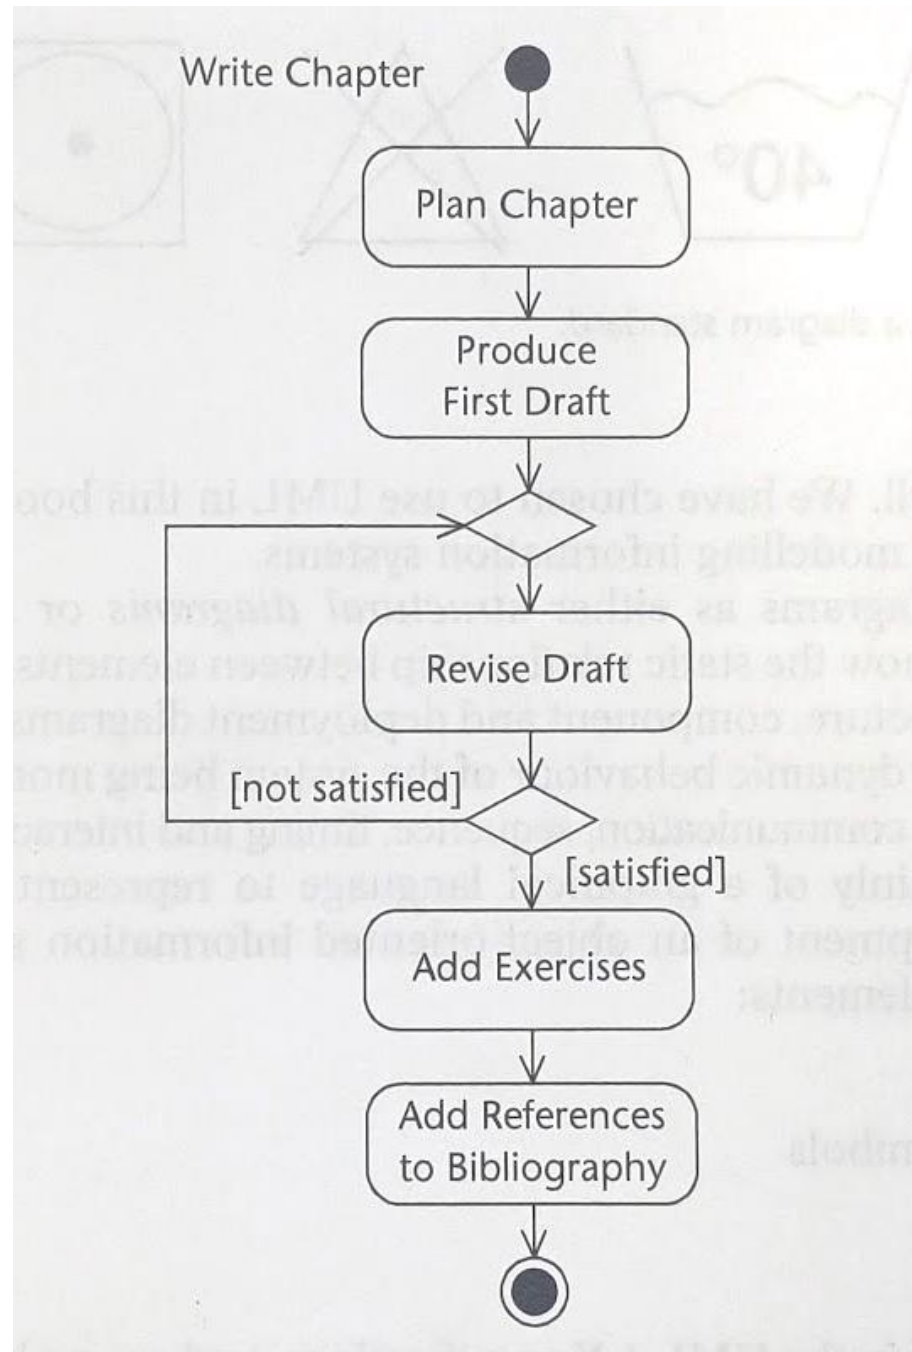 Write Chapter
Plan Chapter
Produce
First Draft
Revise Draft
[not satisfied]
[satisfied]
Add Exercises
Add References
to Bibliography